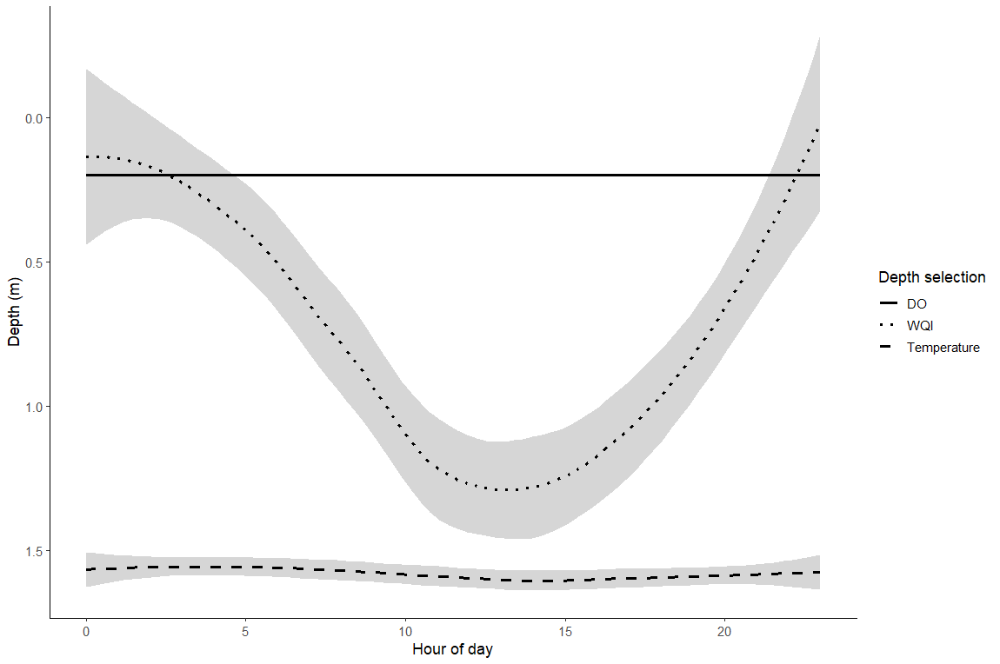 0.0
0.5
1.0
1.5
Depth (m)
0 5 10 15 20
Hour of day
Depth selection
DO
WQI
Temperature